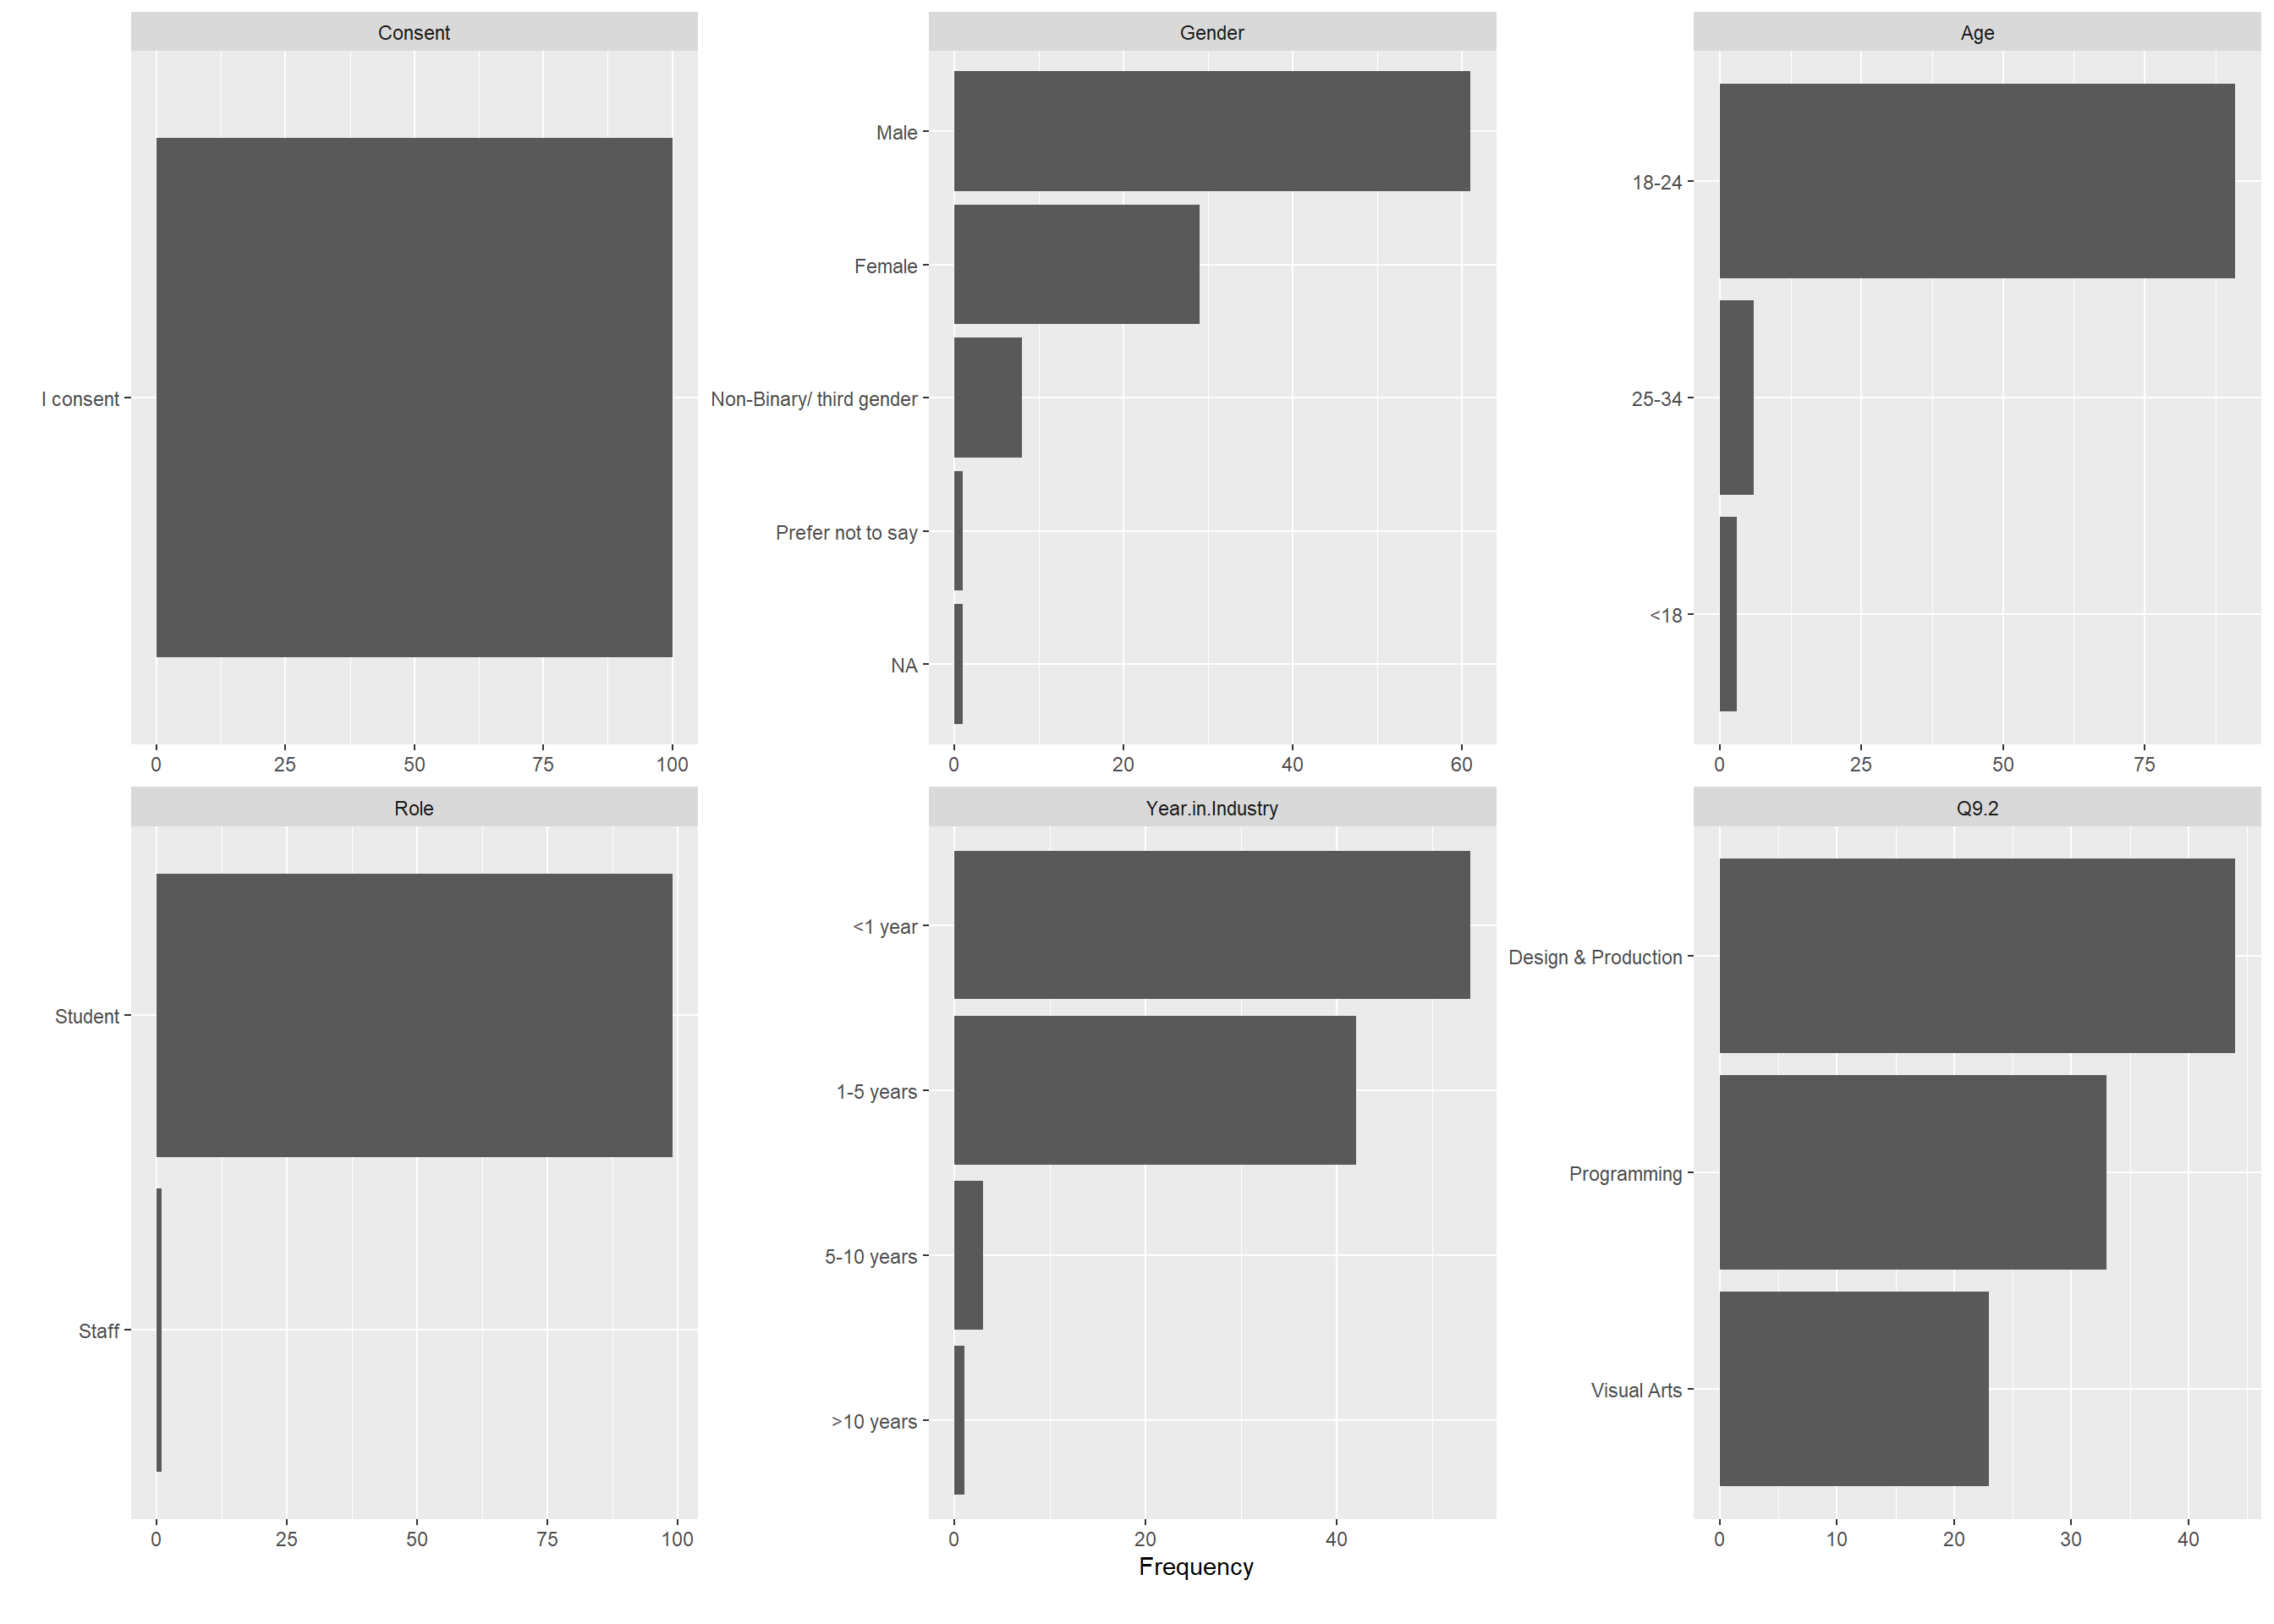 Consent
I consent
0 25 50 75 100
Gender
Male
Female
Non-Binary/ third gender
Prefer not to say
NA
0 20 40 60
Age
18-24
25-34
<18
0 25 50 75
Role
Student
Staff
0 25 50 75 100
Year.in.Industry
<1 year
1-5 years
5-10 years
>10 years
0 20 40
Q9.2
Design & Production
Programming
Visual Arts
0 10 20 30 40
Frequency